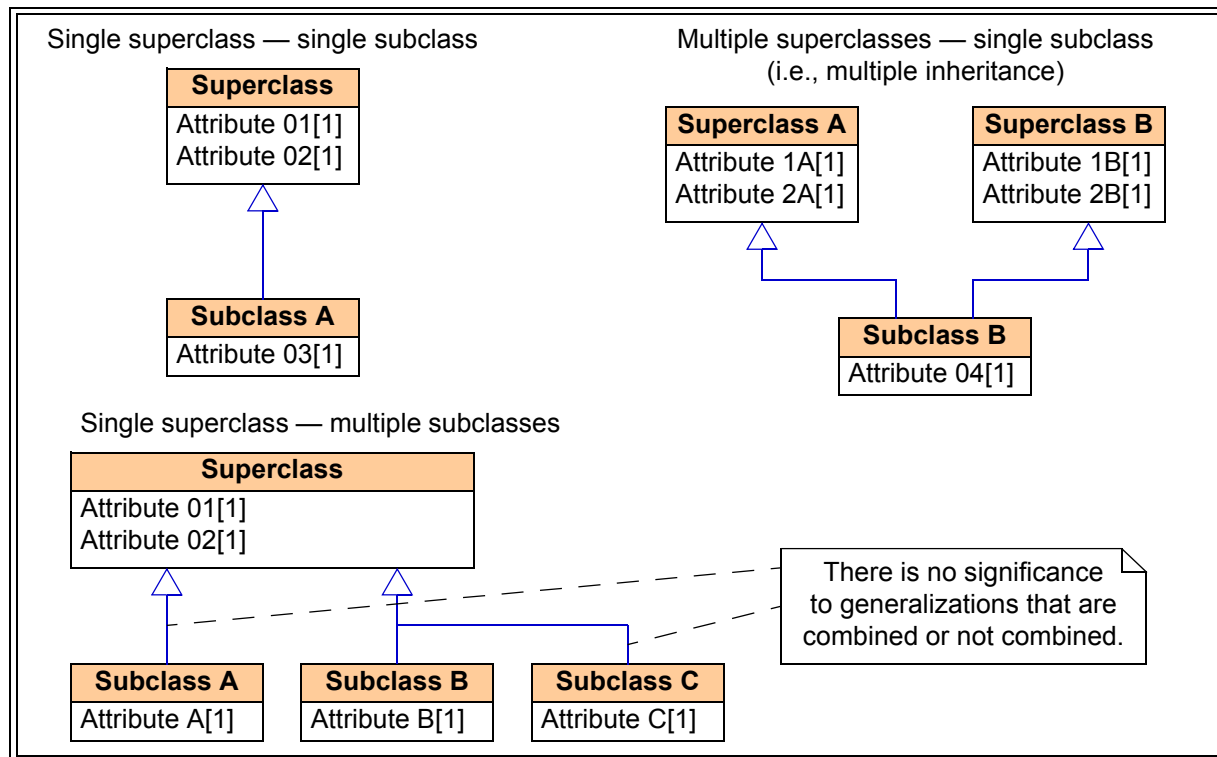 Single superclass — single subclass
Superclass
Attribute 01[1]
Attribute 02[1]
Subclass A
Attribute 03[1]
Multiple superclasses — single subclass
(i.e., multiple inheritance)
Superclass A
Attribute 1A[1]
Attribute 2A[1]
Superclass B
Attribute 1B[1]
Attribute 2B[1]
Subclass B
Attribute 04[1]
Single superclass — multiple subclasses
Superclass
Attribute 01[1]
Attribute 02[1]
There is no significance
to generalizations that are
combined or not combined.
Subclass A
Attribute A[1]
Subclass B
Attribute B[1]
Subclass C
Attribute C[1]